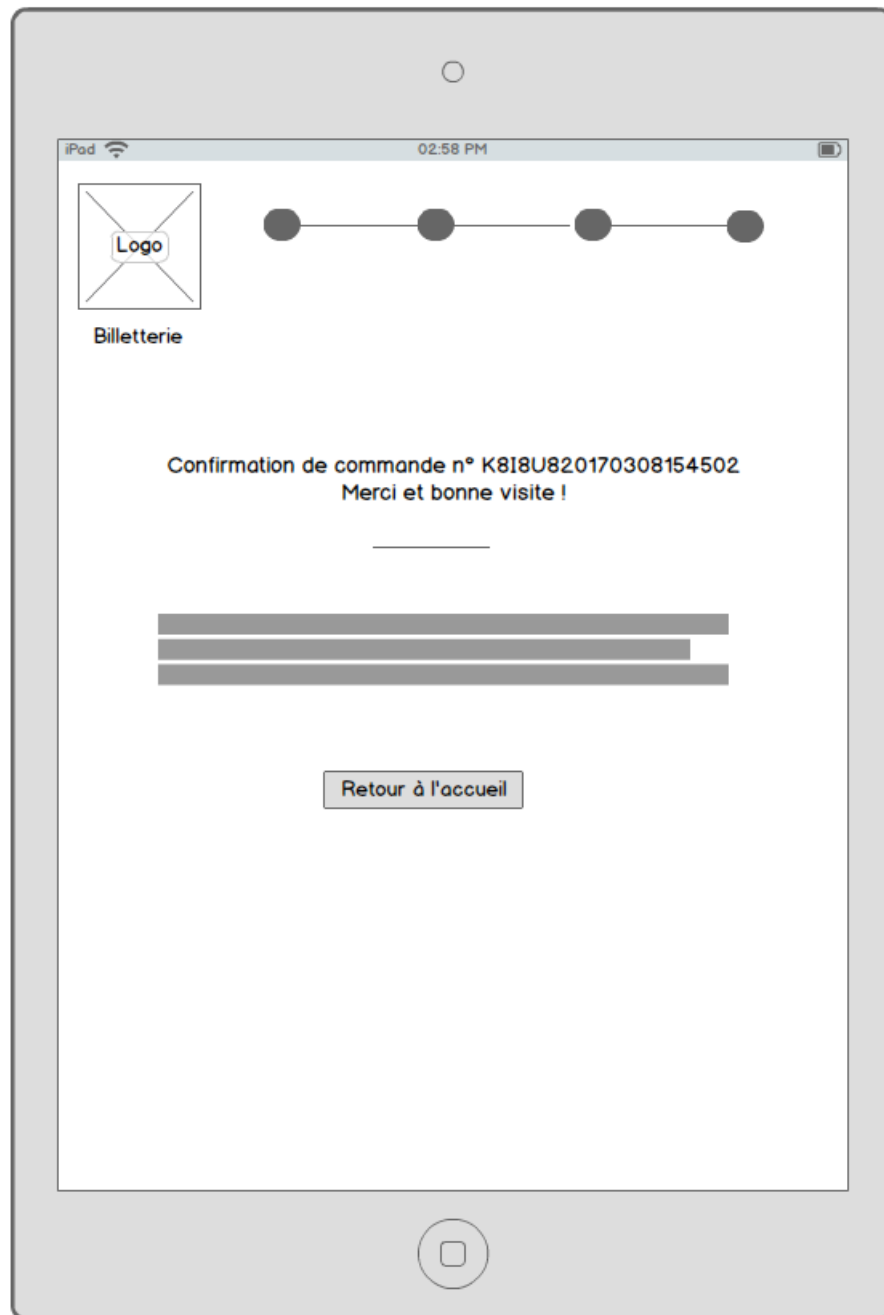 iPad
02:58 PM
Logo
Billetterie
Confirmation de commande n° K8I8U820170308154502
Merci et bonne visite !
Retour à l'accueil